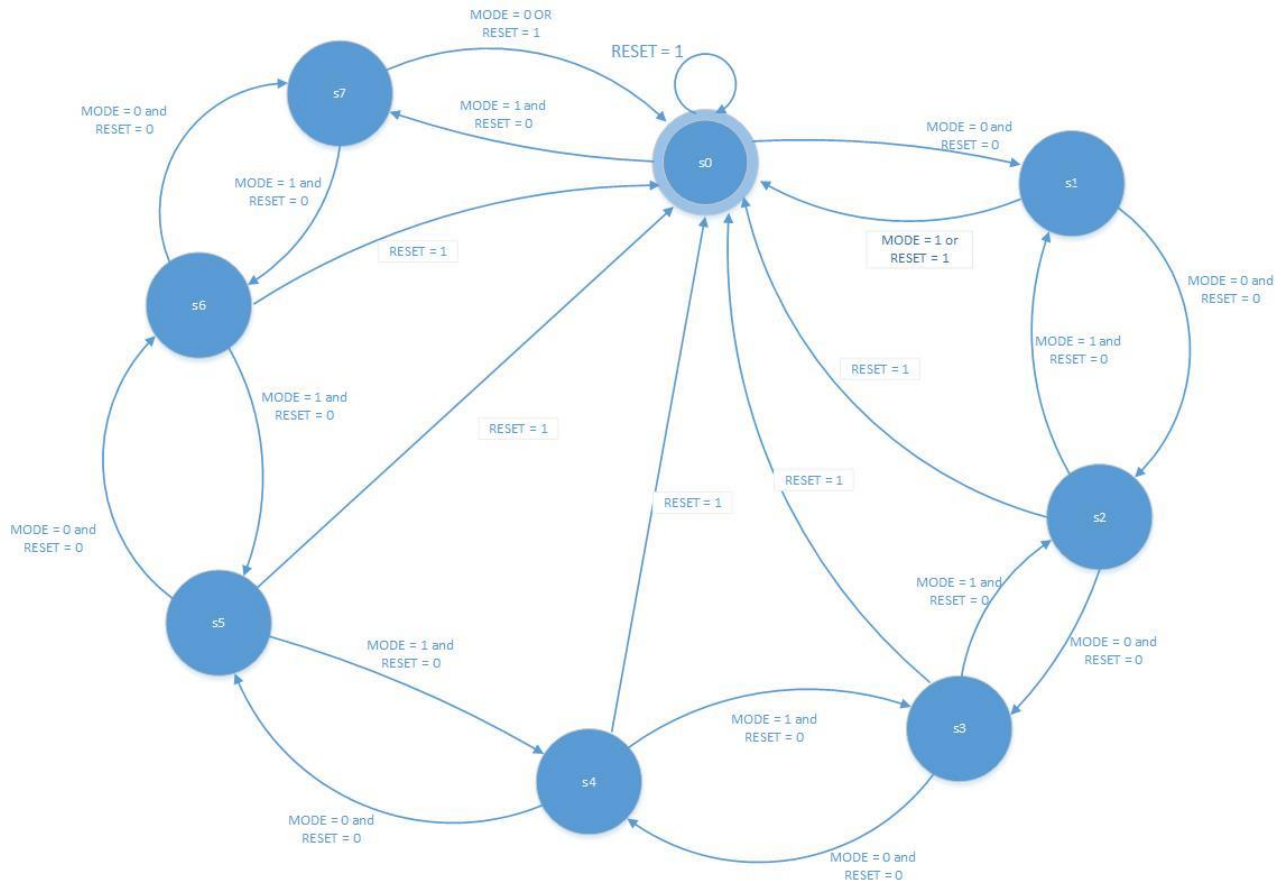 MODE = 0 OR
RESET = 1
RESET = 1
s7
MODE = 0 and
RESET = 0
MODE = 1 and
RESET = 0
s0
MODE = 0 and
RESET = 0
s1
MODE = 1 and
RESET = 0
RESET = 1
MODE = 1 or
RESET = 1
s6
MODE = 0 and
RESET = 0
MODE = 1 and
RESET = 0
RESET = 1
MODE = 1 and
RESET = 0
RESET = 1
RESET = 1
RESET = 1
s2
MODE = 0 and
RESET = 0
s5
MODE = 1 and
RESET = 0
MODE = 1 and
RESET = 0
MODE = 0 and
RESET = 0
s3
MODE = 1 and
RESET = 0
s4
MODE = 0 and
RESET = 0
MODE = 0 and
RESET = 0